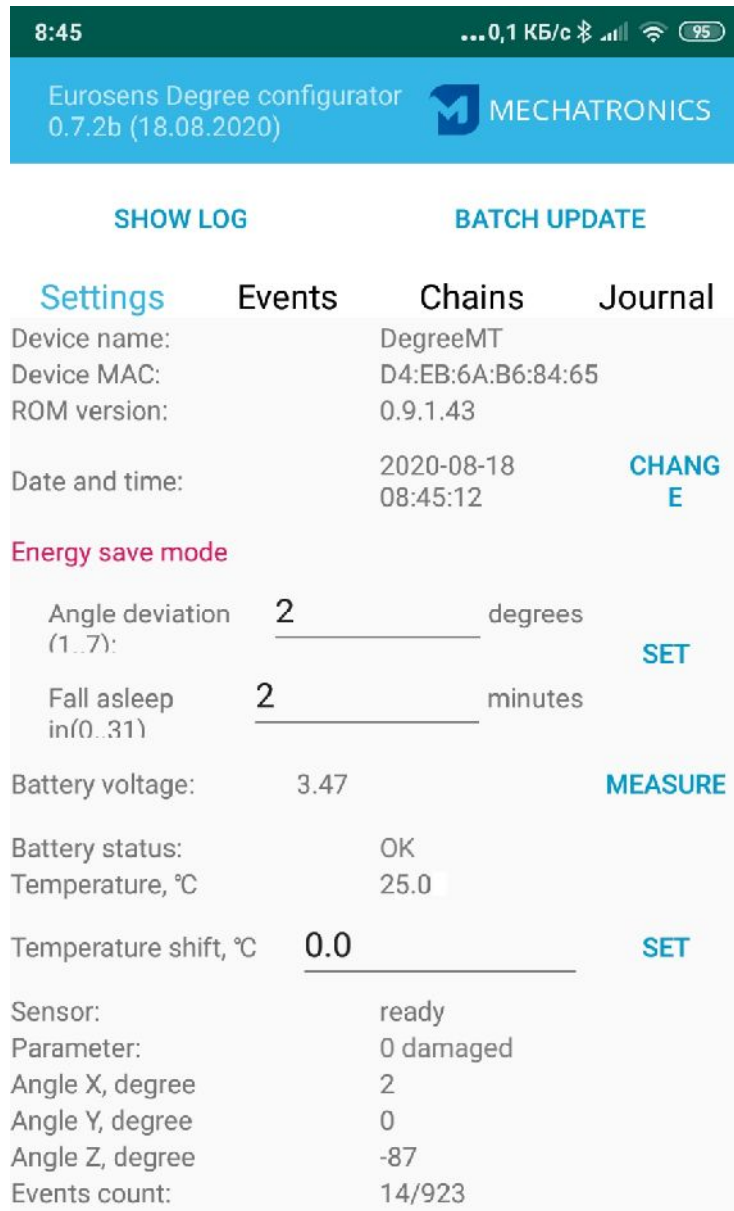 8:45 ...0,1 КБ/с 95
Eurosens Degree configurator
0.7.2b (18.08.2020)
MECHATRONICS
SHOW LOG BATCH UPDATE
Settings Events Chains Journal
Device name: DegreeMT
Device MAC: D4:EB:6A:B6:84:65
ROM version: 0.9.1.43
Date and time: 2020-08-18
08:45:12
CHANG
E
Energy save mode
Angle deviation
(1..7):
2 degrees
SET
Fall asleep
in(0..31)
2 minutes
Battery voltage: 3.47 MEASURE
Battery status: OK
Temperature, ℃ 25.0
Temperature shift, ℃ 0.0 SET
Sensor: ready
Parameter: 0 damaged
Angle X, degree 2
Angle Y, degree 0
Angle Z, degree -87
Events count: 14/923